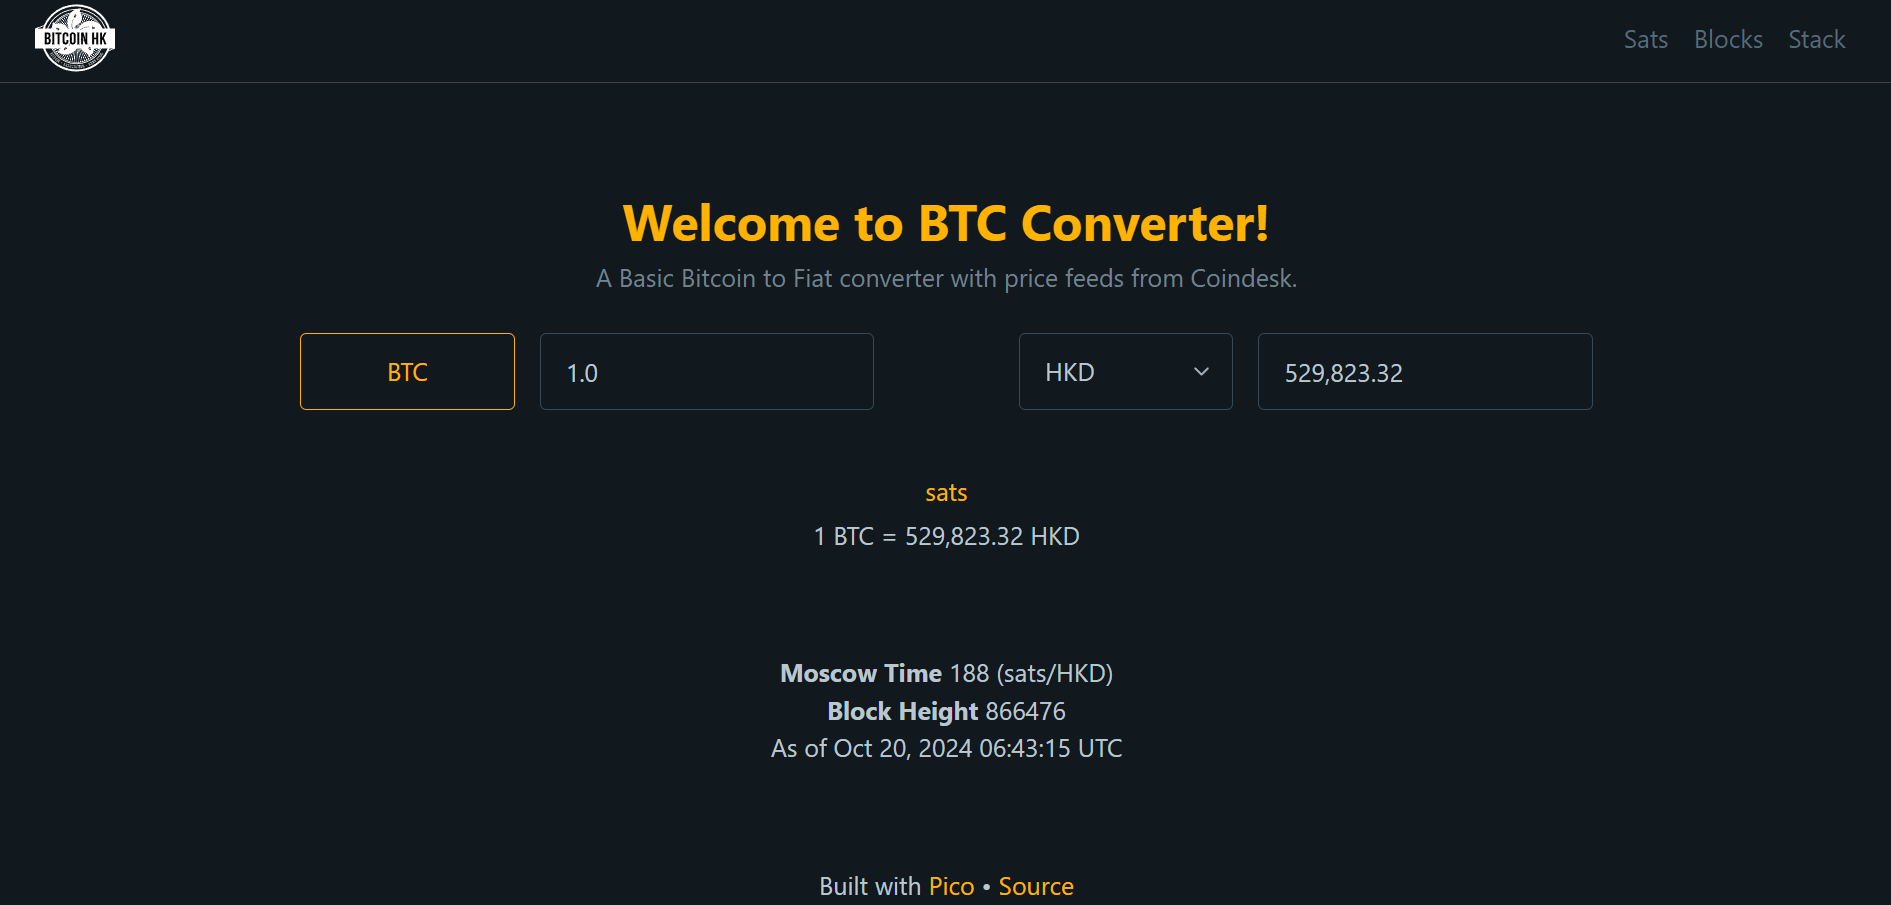 BITCOIN HK
Sats Blocks Stack
Welcome to BTC Converter!
A Basic Bitcoin to Fiat converter with price feeds from Coindesk.
BTC 1.0 HKD 529,823.32
sats
1 BTC = 529,823.32 HKD
Moscow Time 188 (sats/HKD)
Block Height 866476
As of Oct 20, 2024 06:43:15 UTC
Built with Pico • Source